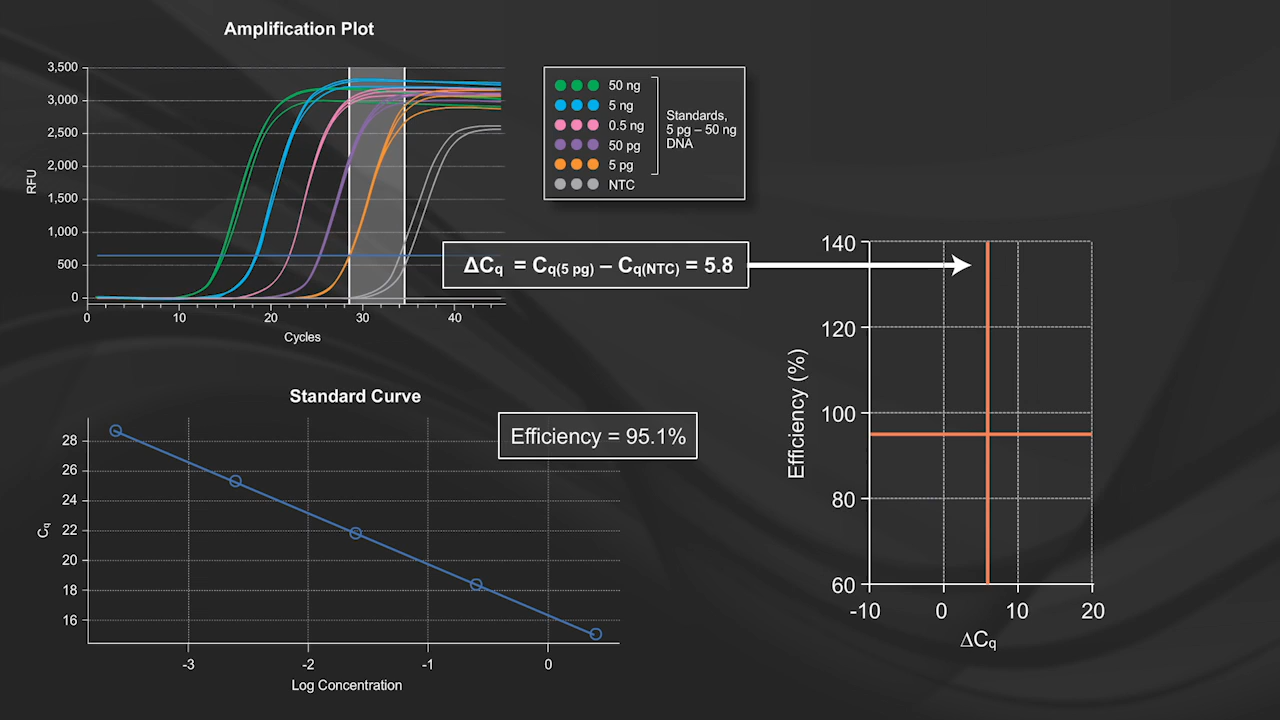 Amplification Plot
3,500
3,000
2,500
2,000
1,500
1,000
500
0
RFU
0 10 20 30 40
Cycles
50 ng
5 ng
0.5 ng
50 pg
5 pg
NTC
Standards,
5 pg – 50 ng
DNA
ΔCq = Cq(5 pg) – Cq(NTC) = 5.8
Standard Curve
Efficiency = 95.1%
28
26
24
22
20
18
16
Cq
-3 -2 -1 0
Log Concentration
140
120
100
80
60
Efficiency (%)
-10 0 10 20
ΔCq